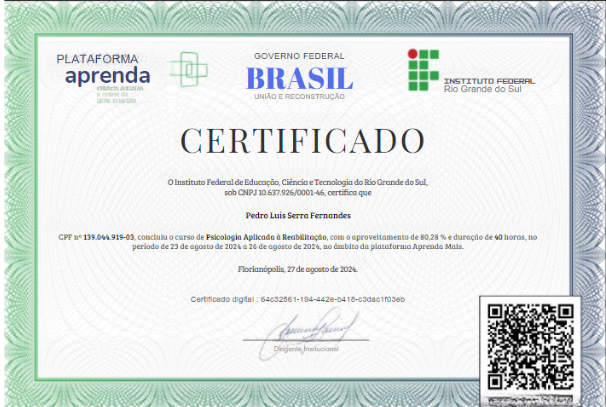 PLATAFORMA
aprenda
GOVERNO FEDERAL
BRASIL
UNIÃO E RECONSTRUÇÃO
INSTITUTO FEDERAL
Rio Grande do Sul
CERTIFICADO
O Instituto Federal de Educação, Ciência e Tecnologia do Rio Grande do Sul,
sob CNPJ 10.637.926/0001-46, certifica que
Pedro Luís Serra Fernandes
CPF nº 139.044.919-03, concluiu o curso de Psicologia Aplicada à Reabilitação, com o aproveitamento de 80,28 % e duração de 40 horas, no
período de 23 de agosto de 2024 a 26 de agosto de 2024, no âmbito da plataforma Aprenda Mais.
Florianópolis, 27 de agosto de 2024.
Certificado digital : 64c32561-194-442e-b418-c3dac1f03eb
Dirigente Institucional